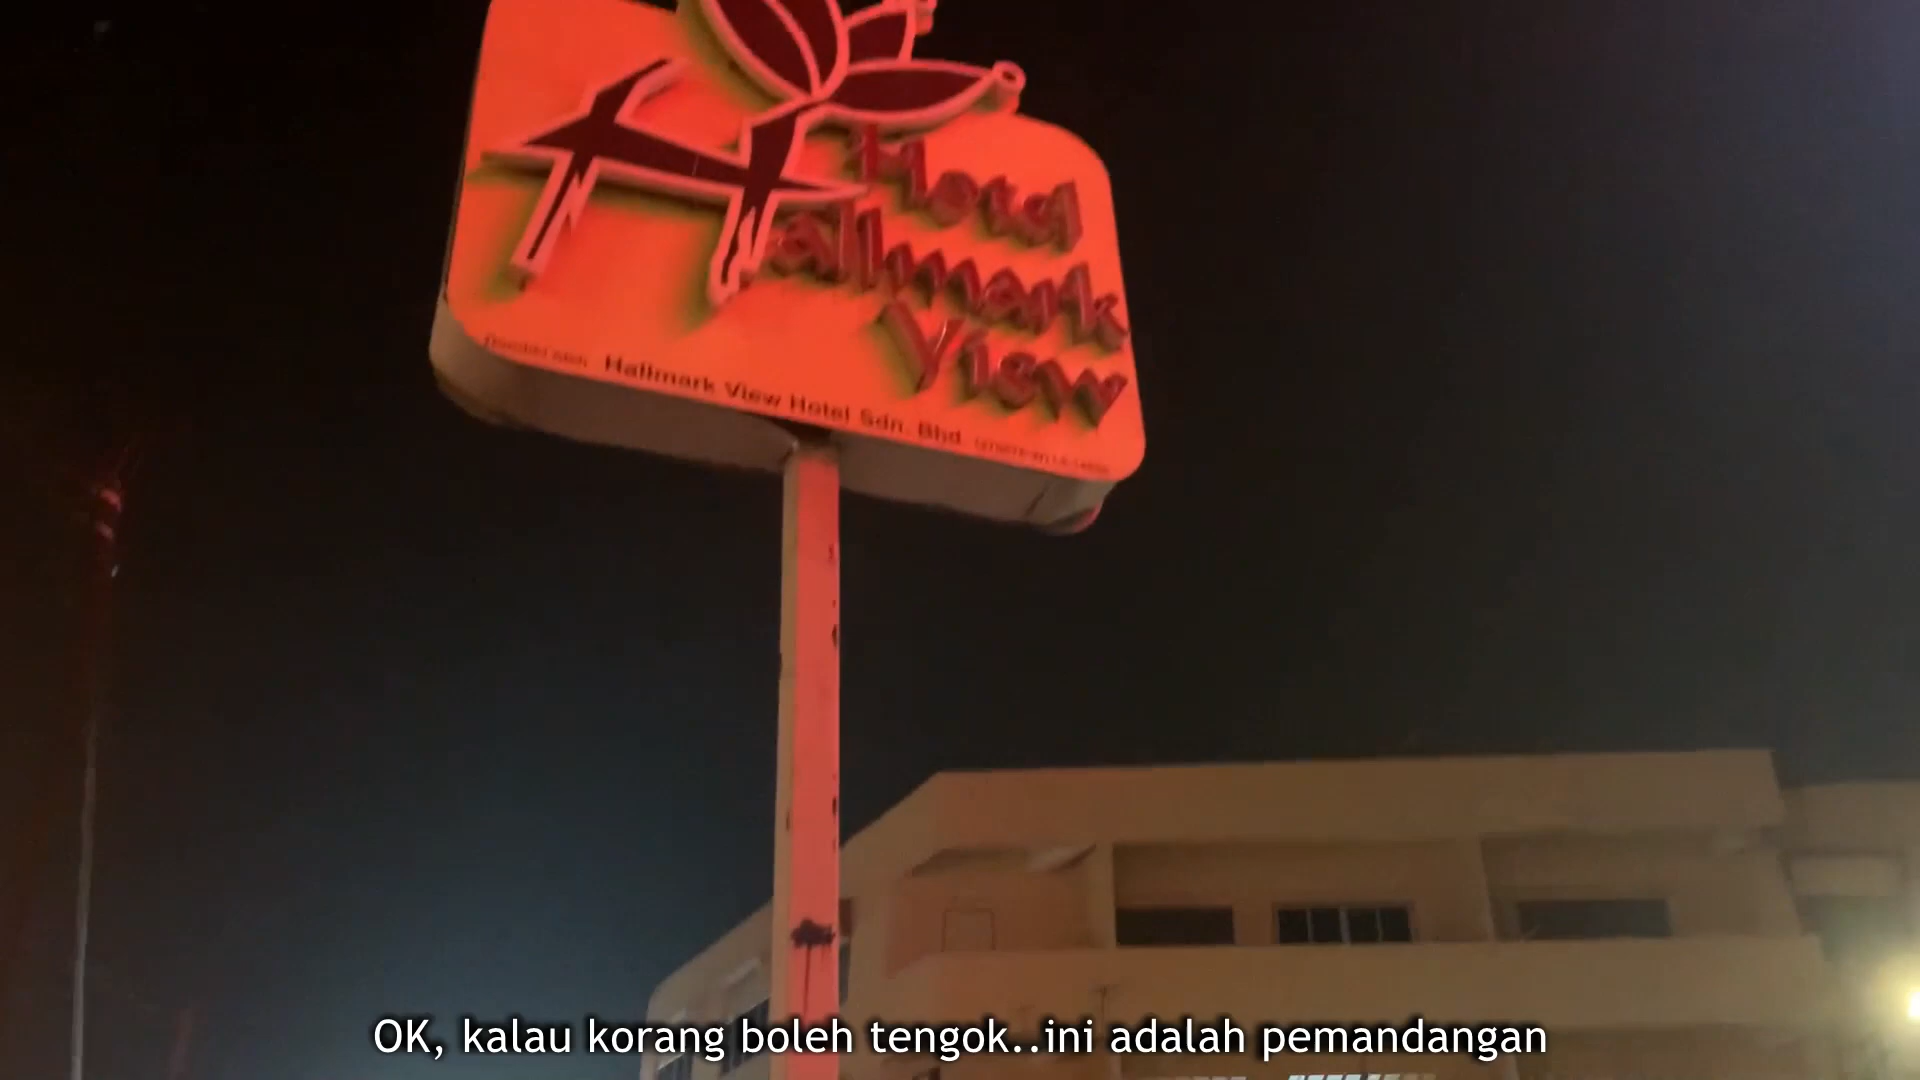 Hotel
Hallmark
View
Hallmark View Hotel Sdn. Bhd.
OK, kalau korang boleh tengok..ini adalah pemandangan